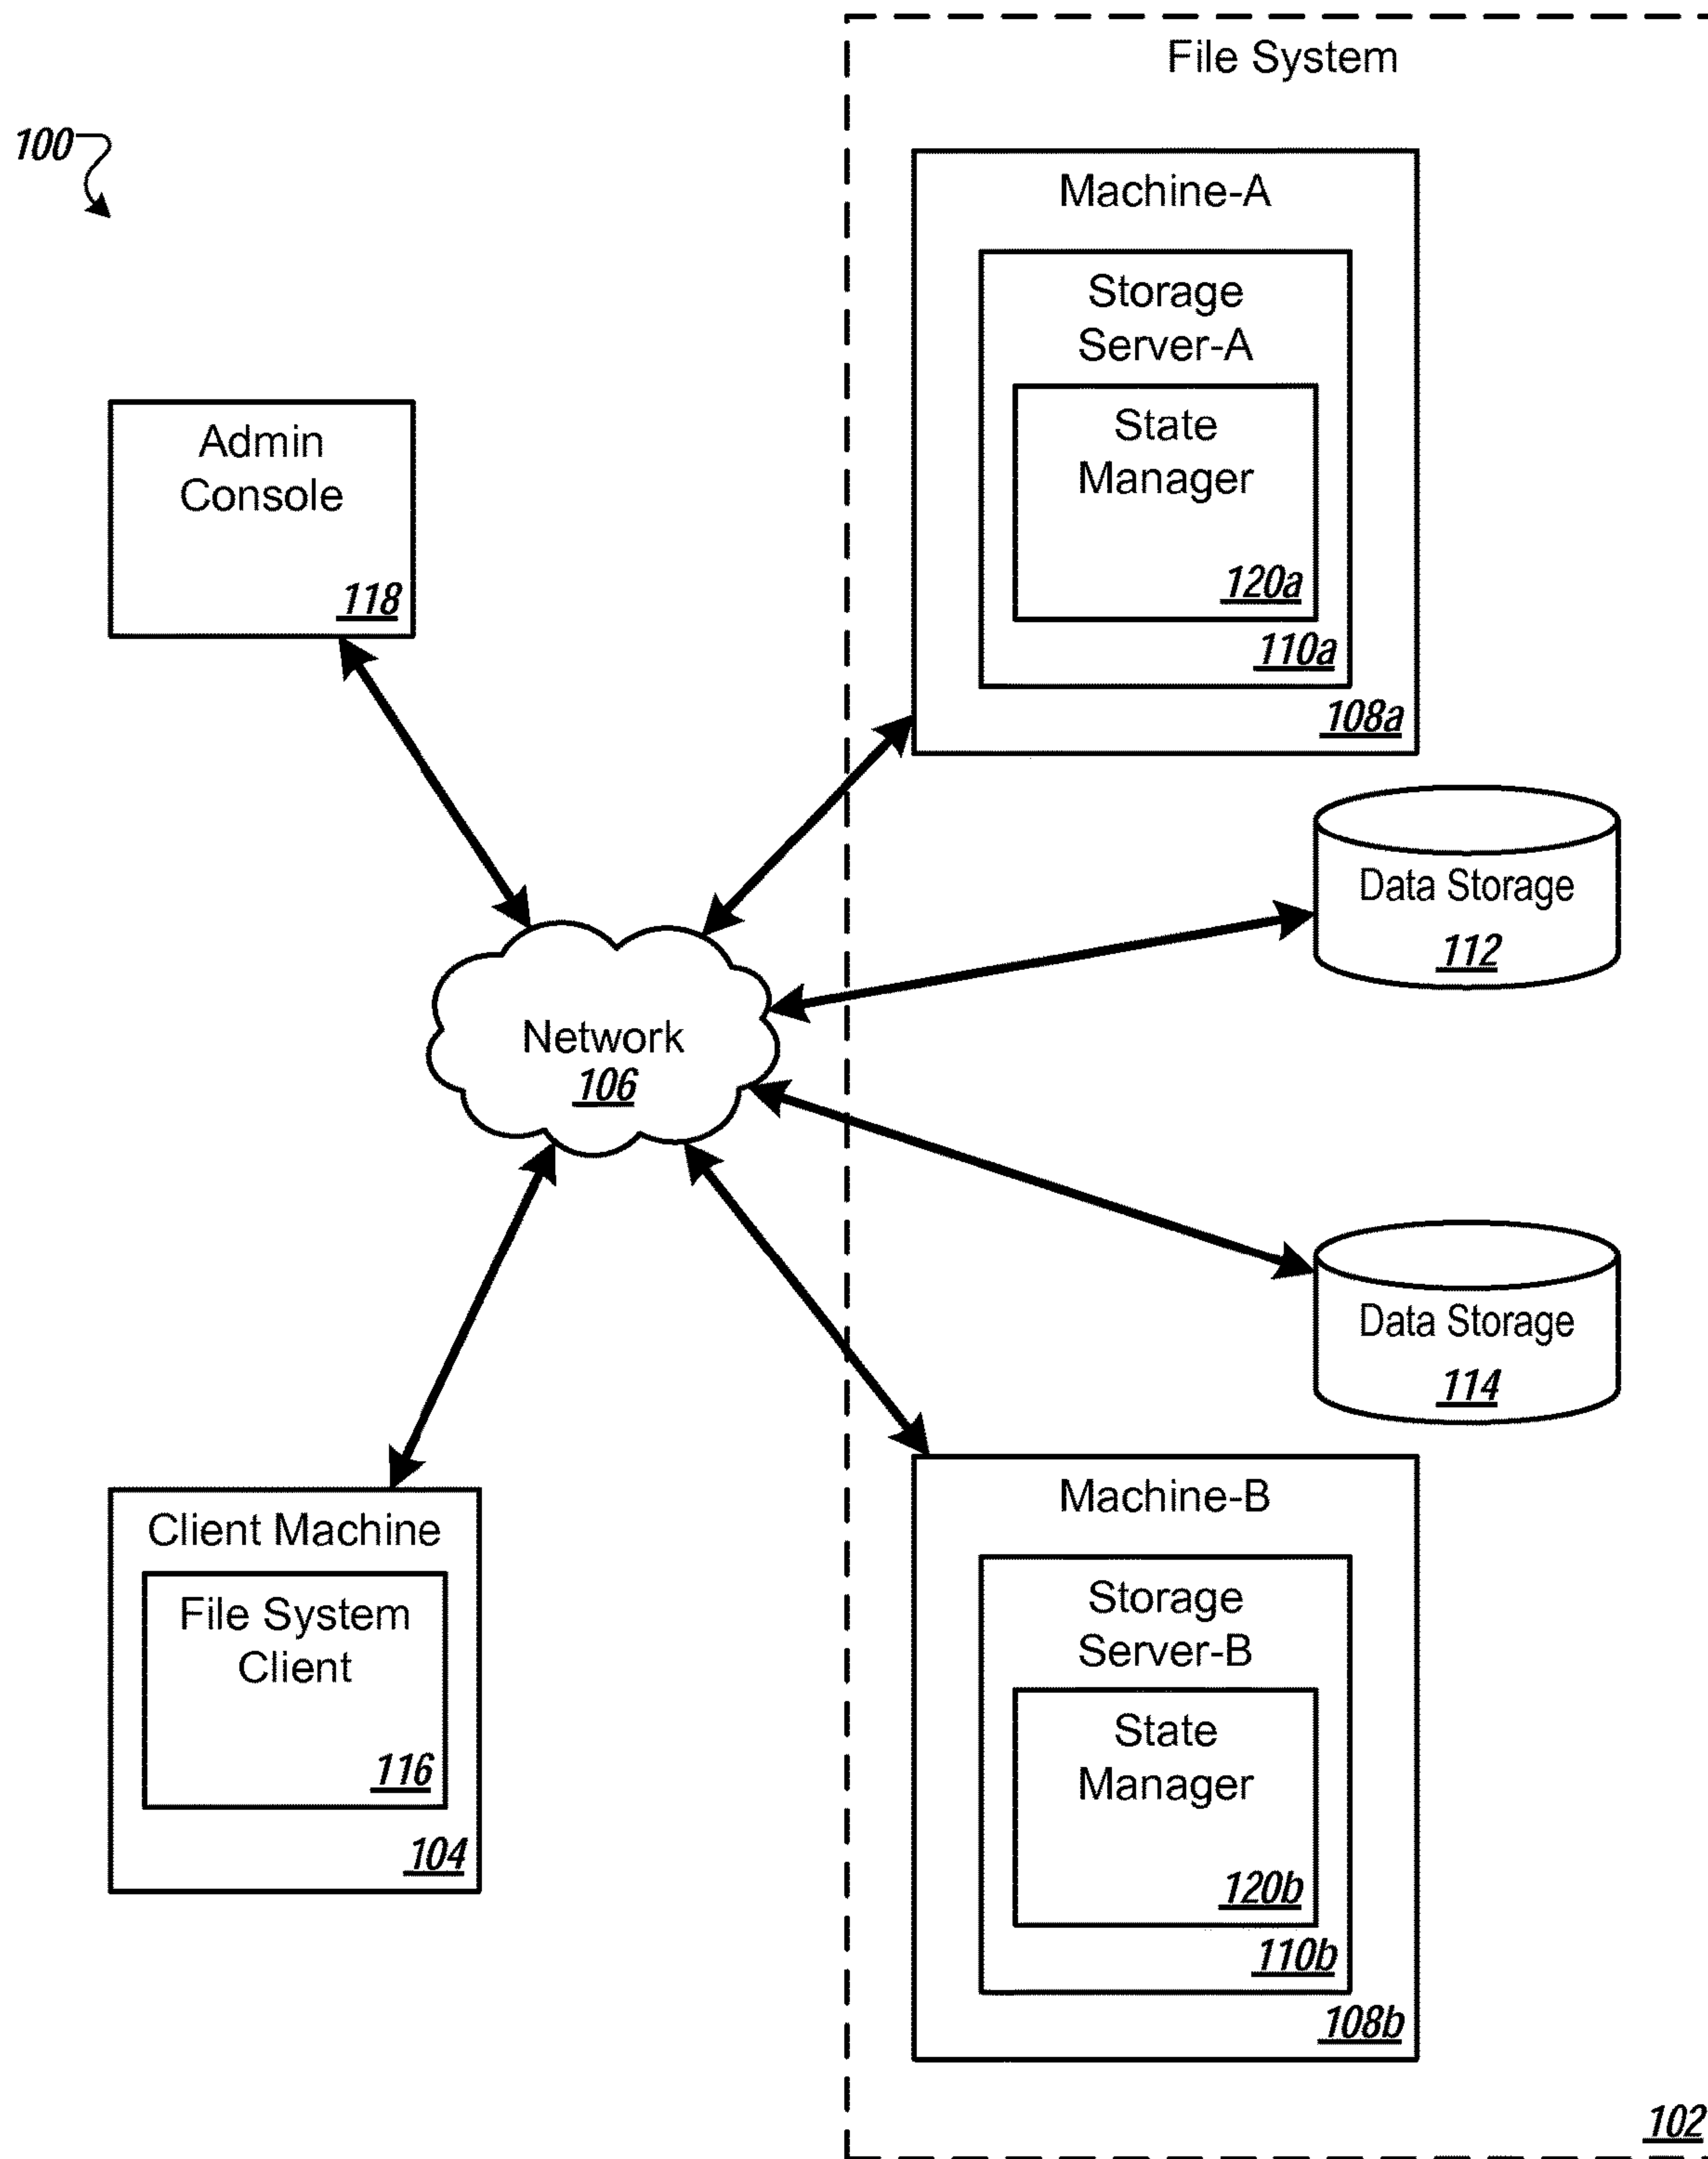 100
File System
Machine-A
Storage
Server-A
State
Manager
120a
110a
108a
Admin
Console
118
Data Storage
112
Network
106
Data Storage
114
Client Machine
File System
Client
116
104
Machine-B
Storage
Server-B
State
Manager
120b
110b
108b
102